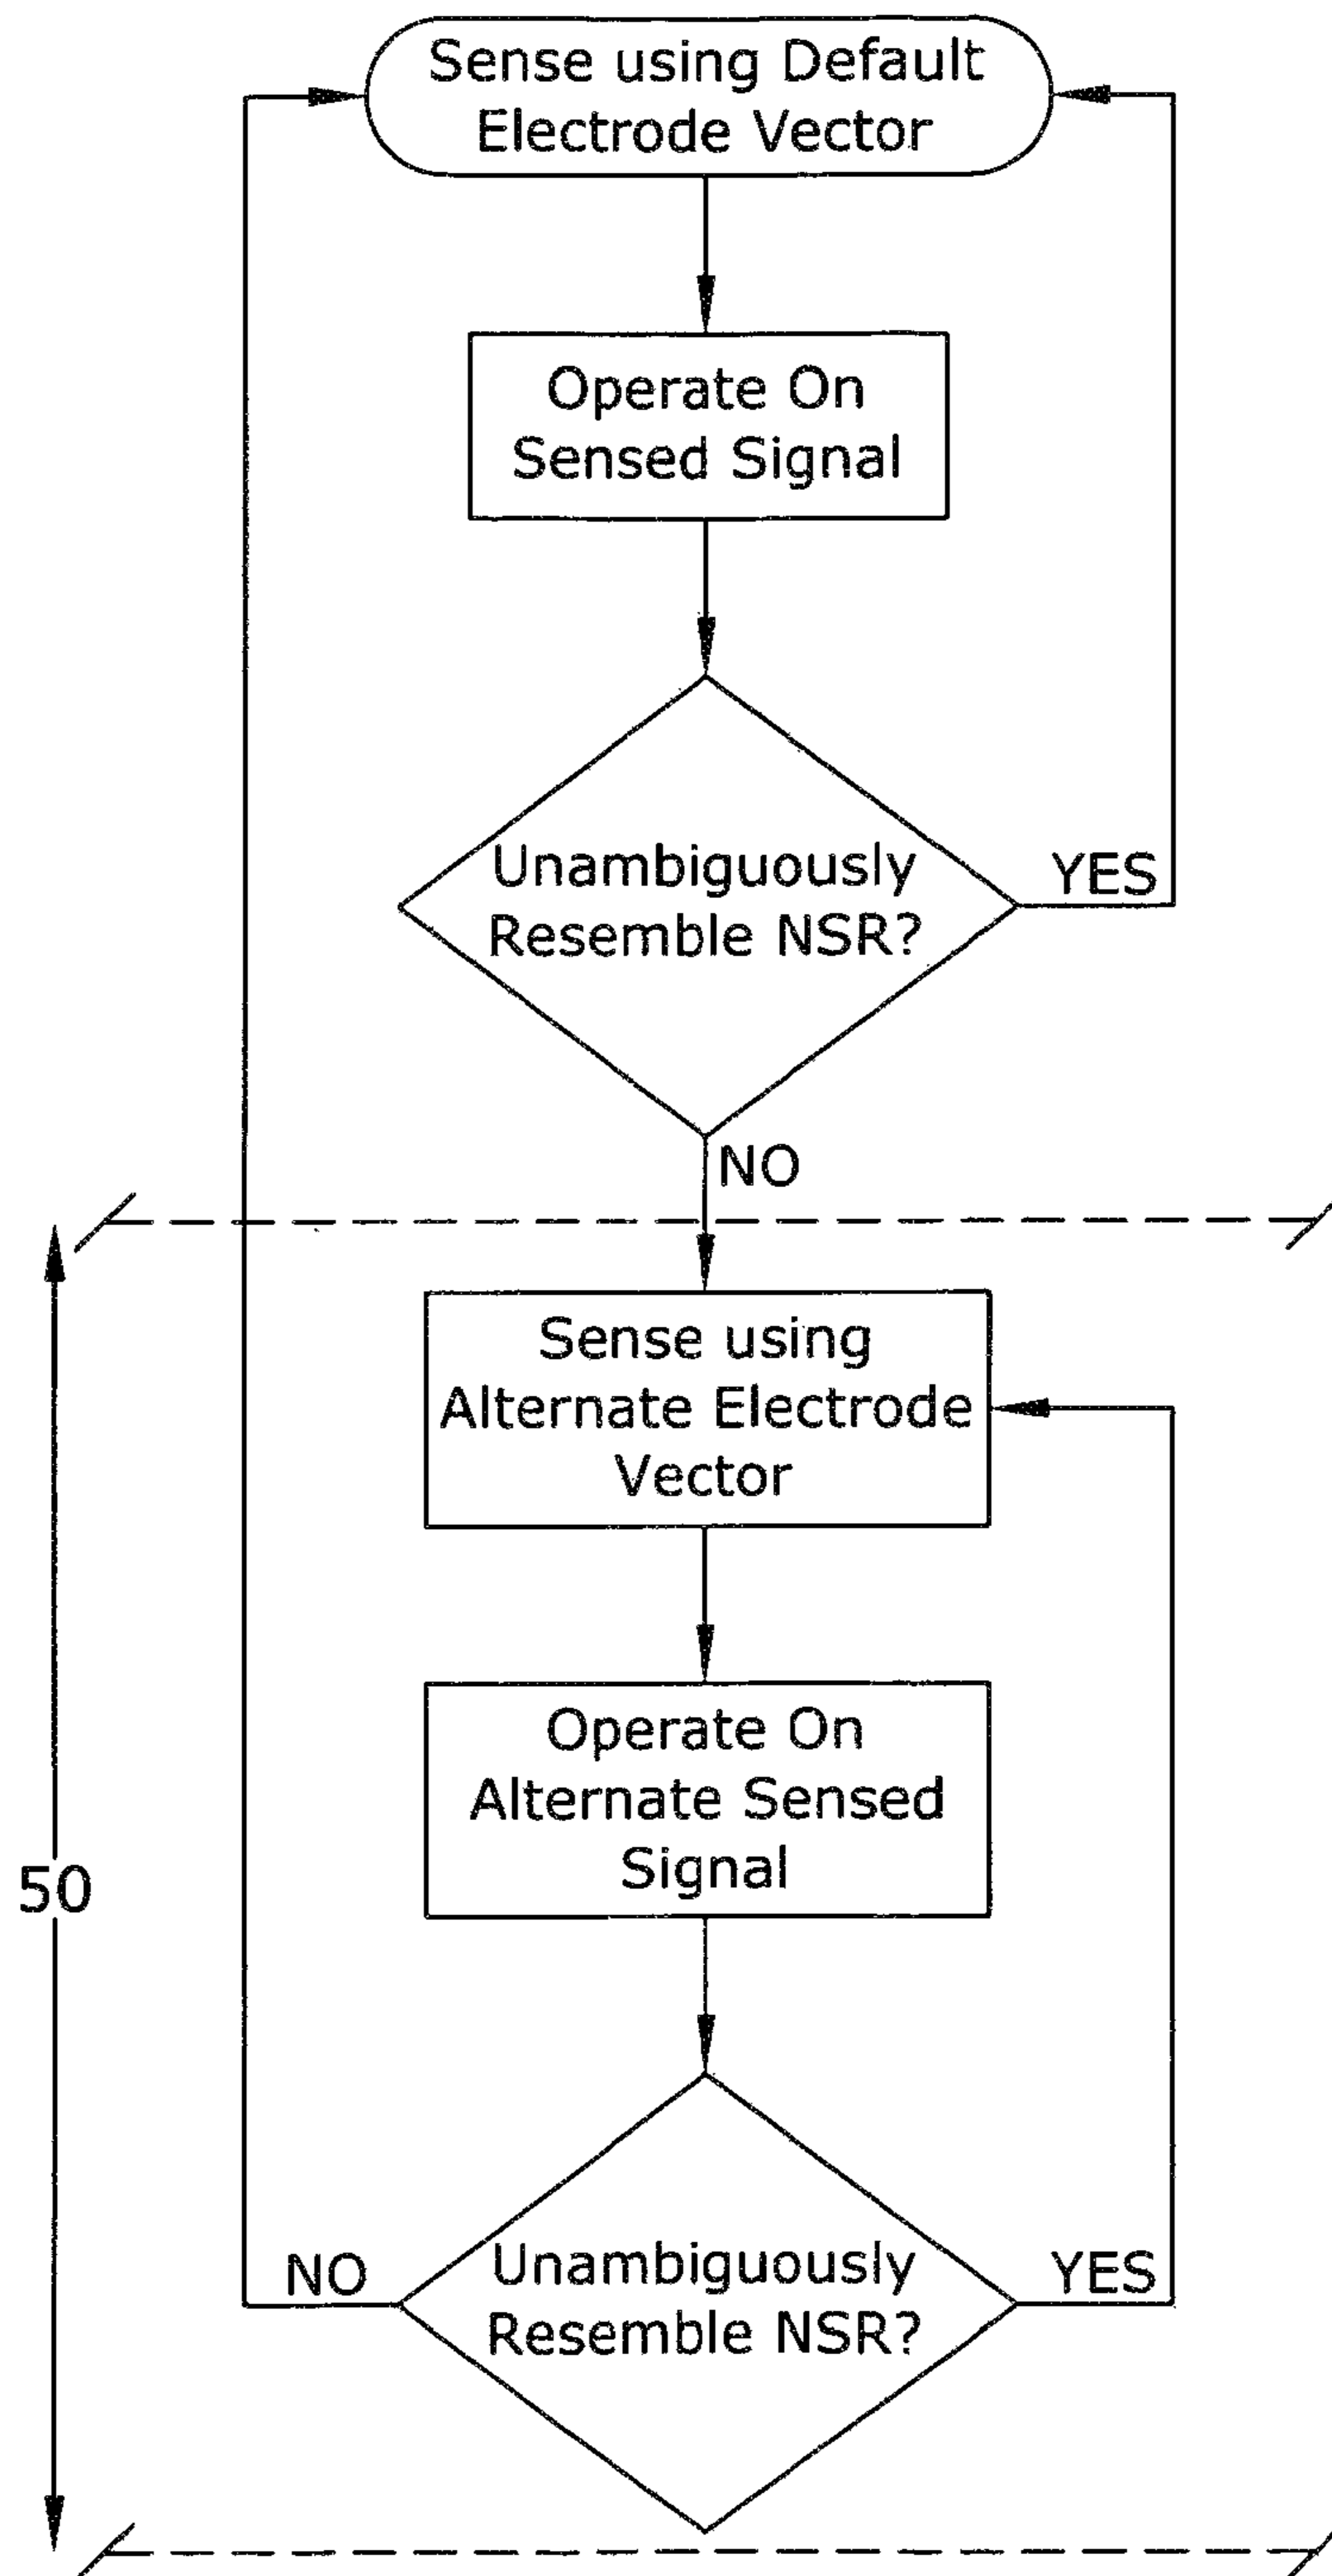 Sense using Default
Electrode Vector
Operate On
Sensed Signal
Unambiguously
Resemble NSR?
YES
NO
Sense using
Alternate Electrode
Vector
Operate On
Alternate Sensed
Signal
50
Unambiguously
Resemble NSR?
NO
YES